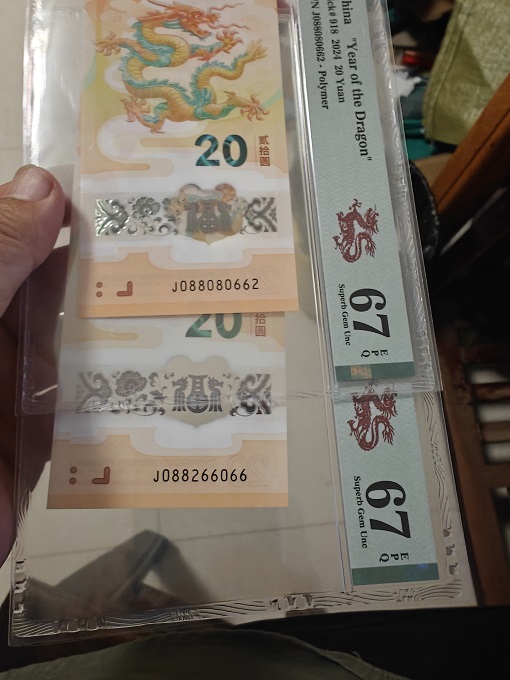 20
贰拾圆
J088080662
20
拾圆
J088266066
China "Year of the Dragon"
918 2024 20 Yuan
J088080662 - Polymer
67 EPQ
Superb Gem Unc
67 EPQ
Superb Gem Unc